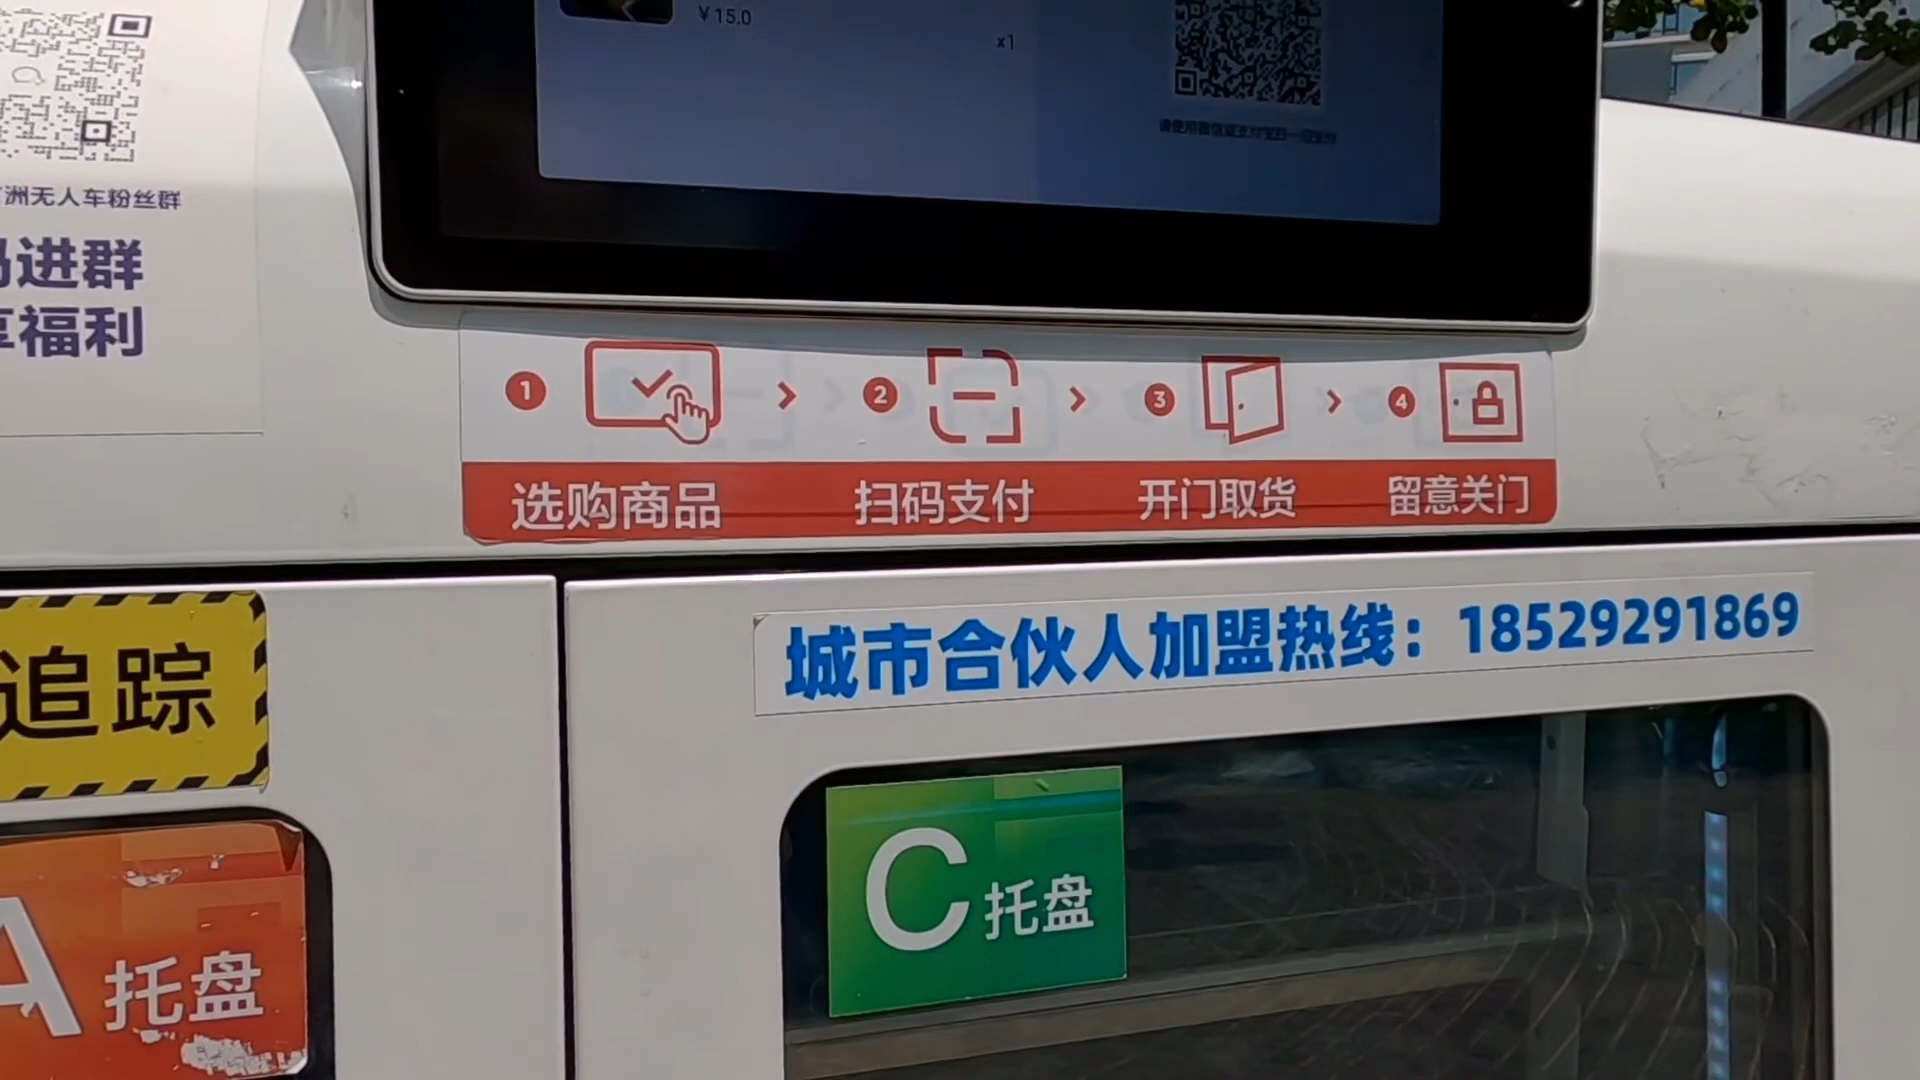 ¥15.0
x1
洲无人车粉丝群
进群
福利
1 2 3 4
选购商品 扫码支付 开门取货 留意关门
城市合伙人加盟热线：18529291869
追踪
C托盘
A托盘